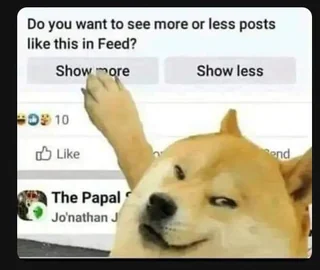 Do you want to see more or less posts
like this in Feed?
Show more
Show less
10
Like
The Papal
Jo'nathan J